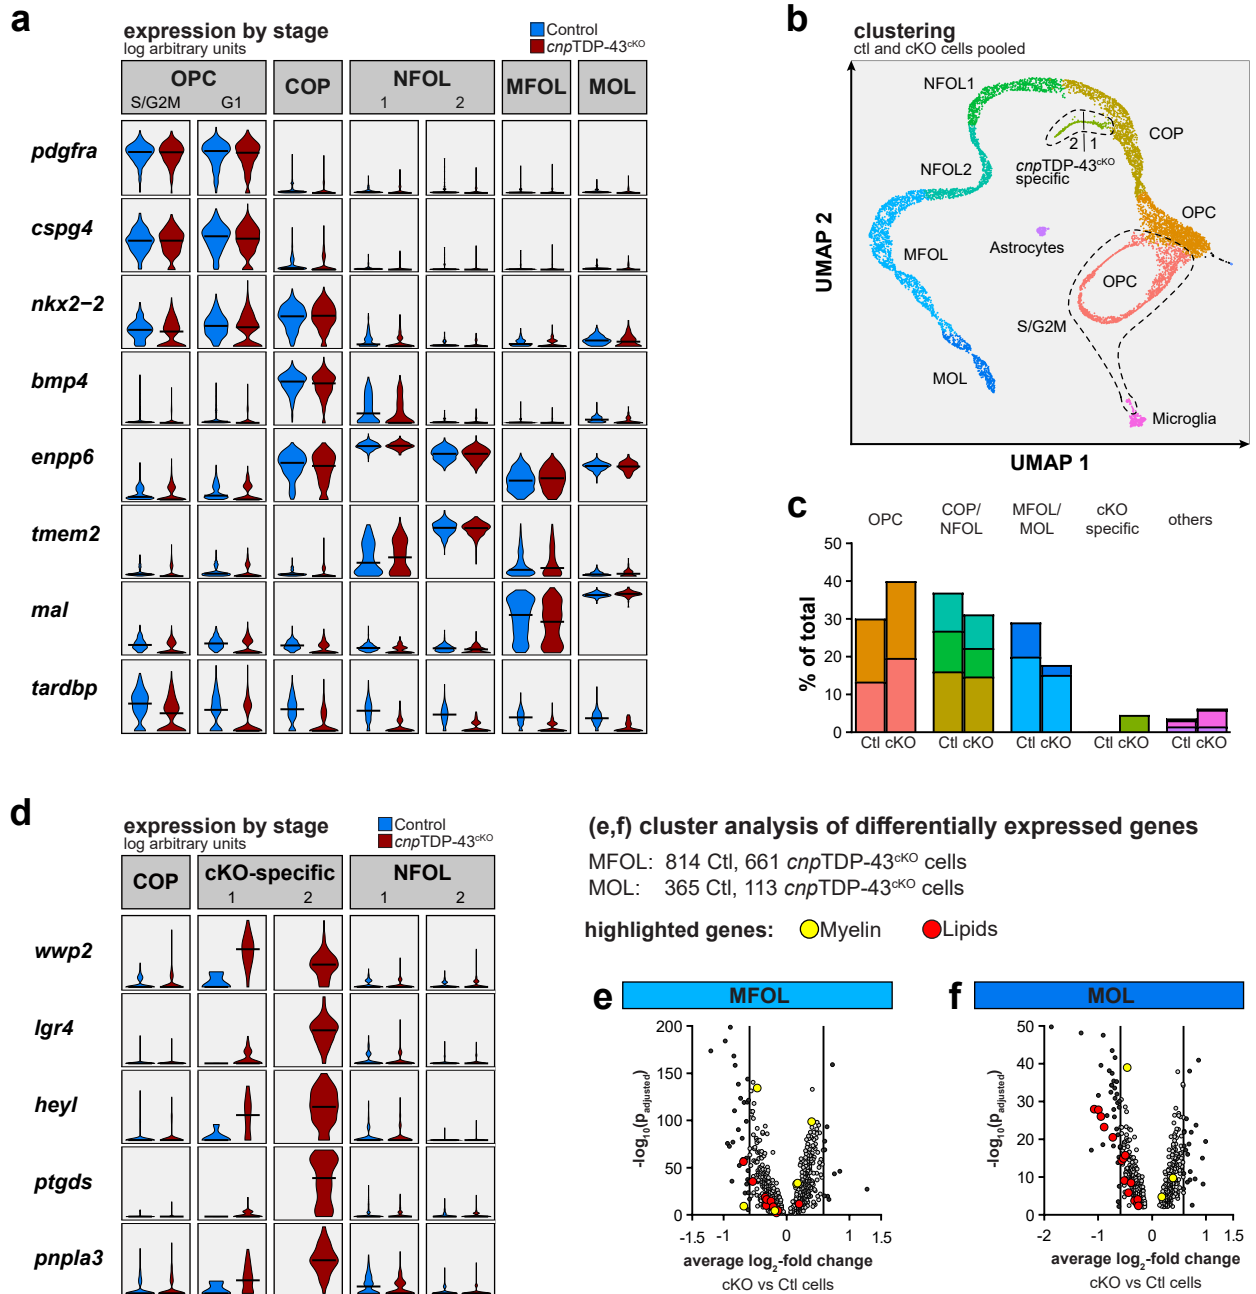 a
expression by stage
log arbitrary units
Control
cnpTDP-43cKO
OPC
S/G2M G1
COP
NFOL
1 2
MFOL
MOL
pdgfra
cspg4
nkx2−2
bmp4
enpp6
tmem2
mal
tardbp
b
clustering
ctl and cKO cells pooled
NFOL1
COP
2 1
cnpTDP-43cKO
specific
NFOL2
OPC
Astrocytes
MFOL
OPC
S/G2M
MOL
Microglia
UMAP 2
UMAP 1
c
OPC
COP/
NFOL
MFOL/
MOL
cKO
specific
others
% of total
50
40
30
20
10
0
Ctl cKO Ctl cKO Ctl cKO Ctl cKO Ctl cKO
d
expression by stage
log arbitrary units
Control
cnpTDP-43cKO
COP
cKO-specific
1 2
NFOL
1 2
wwp2
lgr4
heyl
ptgds
pnpla3
(e,f) cluster analysis of differentially expressed genes
MFOL: 814 Ctl, 661 cnpTDP-43cKO cells
MOL: 365 Ctl, 113 cnpTDP-43cKO cells
highlighted genes: Myelin Lipids
e
MFOL
-log10(padjusted)
200
150
100
50
0
-1.5 -1 0 1 1.5
average log2-fold change
cKO vs Ctl cells
f
MOL
-log10(padjusted)
50
40
30
20
10
0
-2 -1 0 1 1.5
average log2-fold change
cKO vs Ctl cells